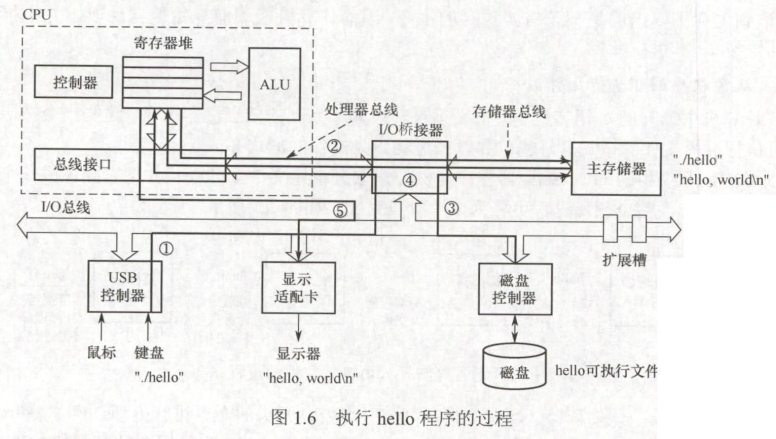 CPU
寄存器堆
控制器
ALU
处理器总线
存储器总线
I/O桥接器
②
总线接口
主存储器
"./hello"
"hello, world\n"
④
I/O总线
⑤
③
①
扩展槽
USB
控制器
显示
适配卡
磁盘
控制器
鼠标
键盘
显示器
"./hello"
"hello, world\n"
磁盘
hello可执行文件
图 1.6 执行 hello 程序的过程